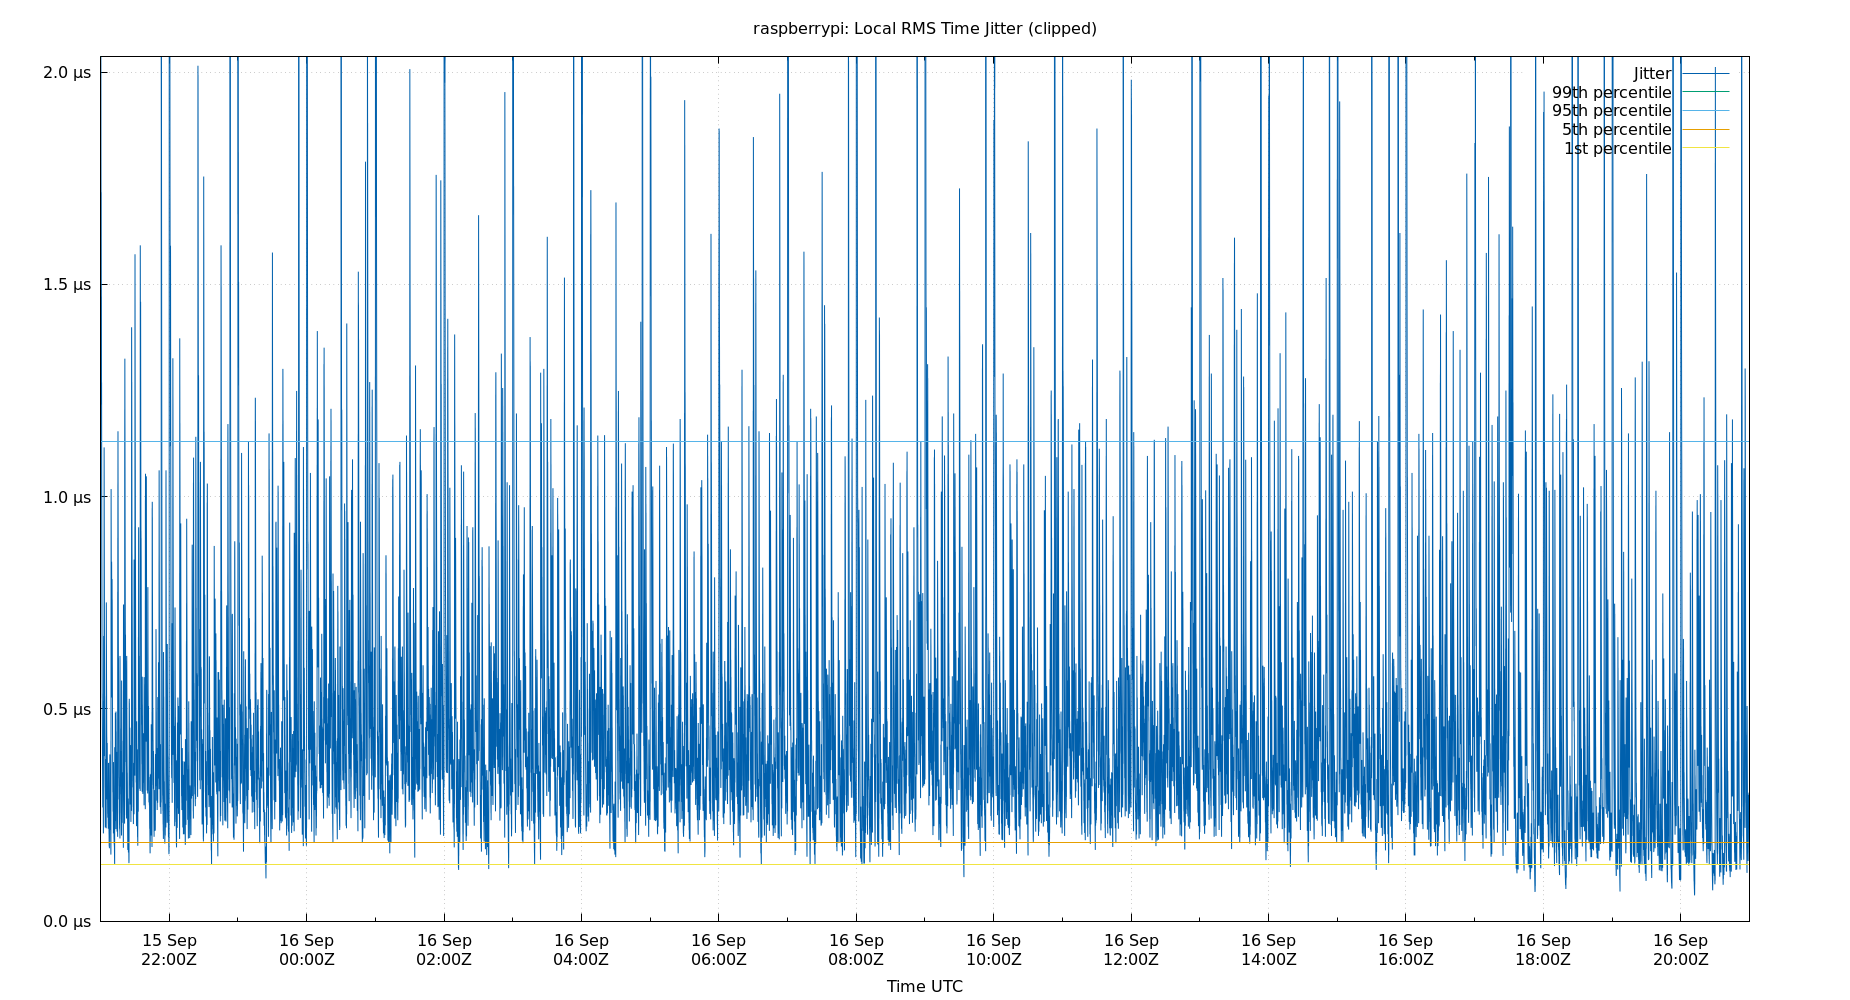 raspberrypi: Local RMS Time Jitter (clipped)
2.0 μs
1.5 μs
1.0 μs
0.5 μs
0.0 μs
Jitter
99th percentile
95th percentile
5th percentile
1st percentile
15 Sep 16 Sep 16 Sep 16 Sep 16 Sep 16 Sep 16 Sep 16 Sep 16 Sep 16 Sep 16 Sep 16 Sep
22:00Z 00:00Z 02:00Z 04:00Z 06:00Z 08:00Z 10:00Z 12:00Z 14:00Z 16:00Z 18:00Z 20:00Z
Time UTC